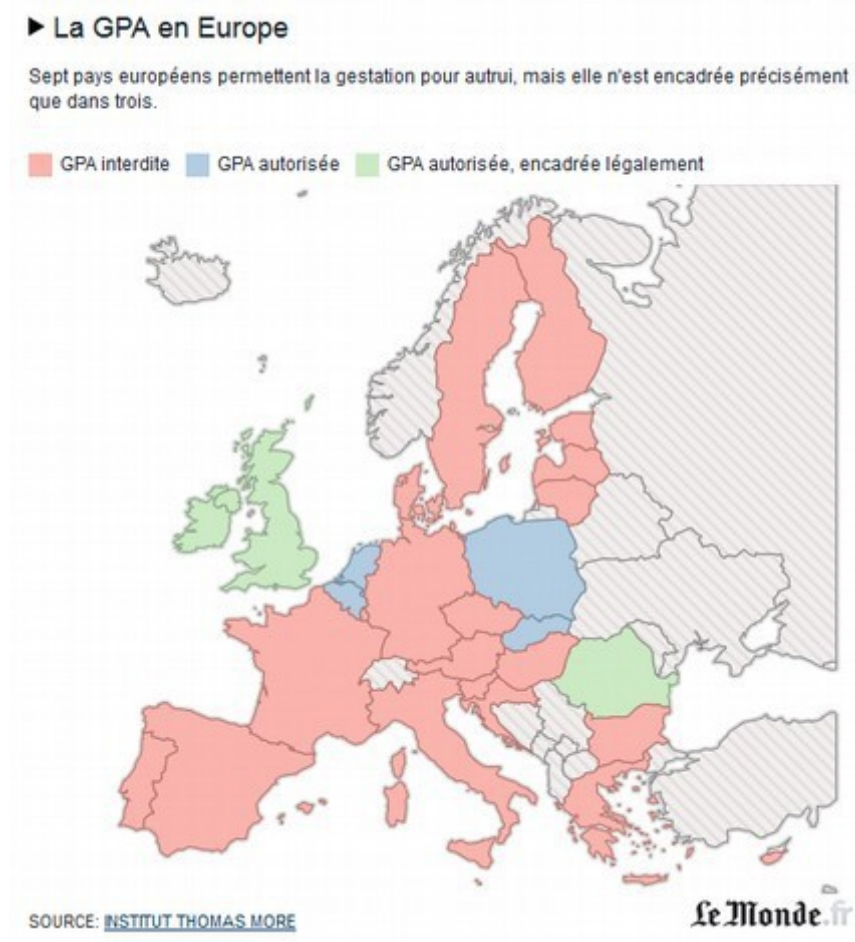 ▶ La GPA en Europe
Sept pays européens permettent la gestation pour autrui, mais elle n'est encadrée précisément
que dans trois.
GPA interdite GPA autorisée GPA autorisée, encadrée légalement
SOURCE: INSTITUT THOMAS MORE
Le Monde.fr